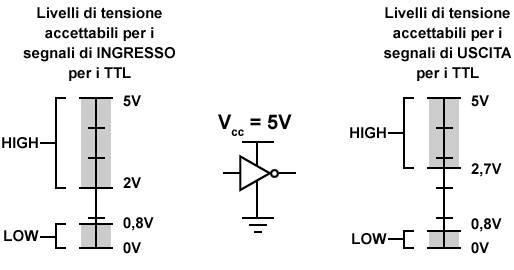 Livelli di tensione
accettabili per i
segnali di INGRESSO
per i TTL
5V
HIGH
2V
0,8V
LOW
0V
Vcc = 5V
Livelli di tensione
accettabili per i
segnali di USCITA
per i TTL
5V
HIGH
2,7V
0,8V
LOW
0V